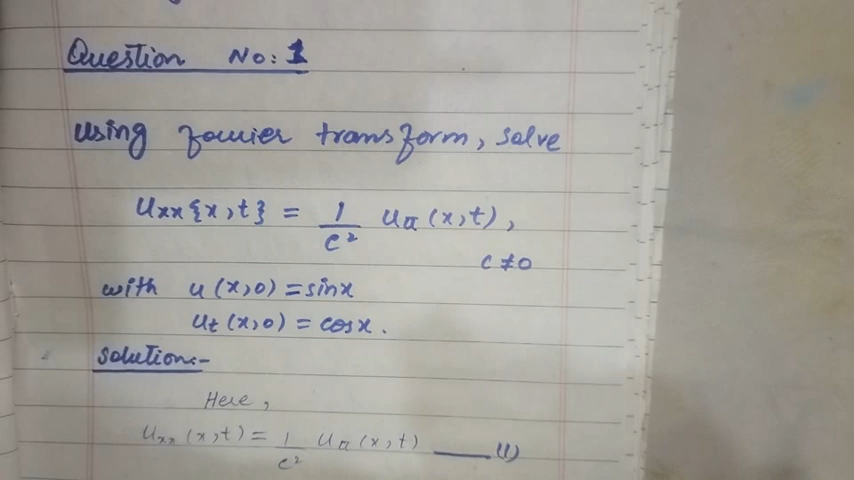 Question No: 1
using fourier transform, solve
uxx{x,t} = 1/c² utt(x,t),
c≠0
with u(x,0) = sinx
ut(x,0) = cosx.
solution:-
Here,
uxx(x,t) = 1/c² utt(x,t) —— (1)